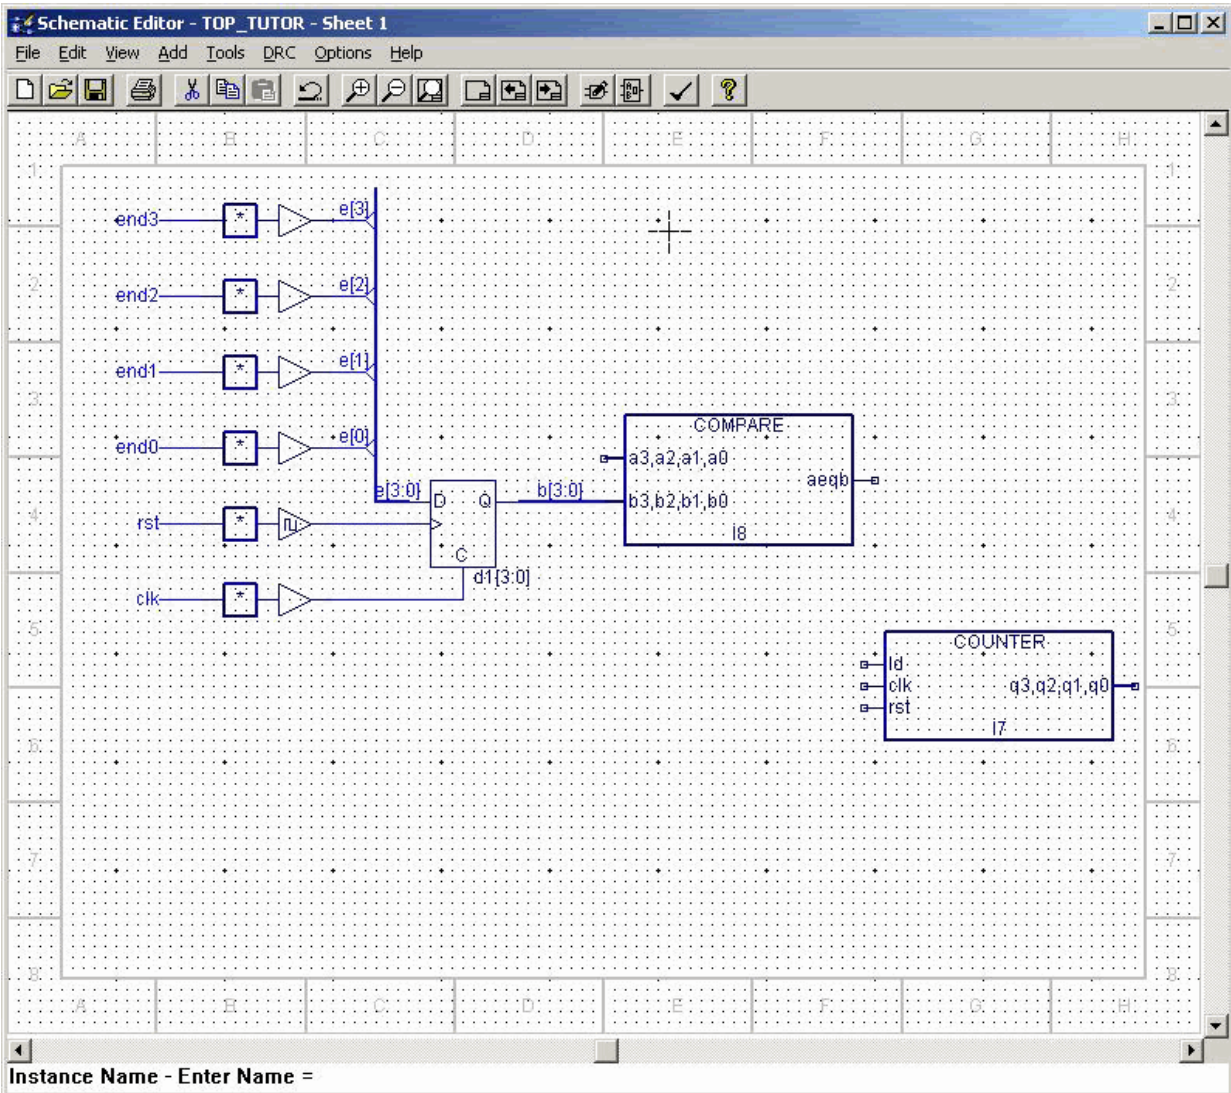 Schematic Editor - TOP_TUTOR - Sheet 1
File Edit View Add Tools DRC Options Help
A B C D E F G H
1 1
end3 * e[3]
end2 * e[2]
2 2
end1 * e[1]
3 3
COMPARE
end0 * e[0]
a3,a2,a1,a0
aeqb
e[3:0] D Q b[3:0] b3,b2,b1,b0
4 4
rst *
I8
C
d1[3:0]
clk *
5 5
COUNTER
ld
clk q3,q2,q1,q0
rst
I7
6 6
7 7
8 8
A B C D E F G H
Instance Name - Enter Name =